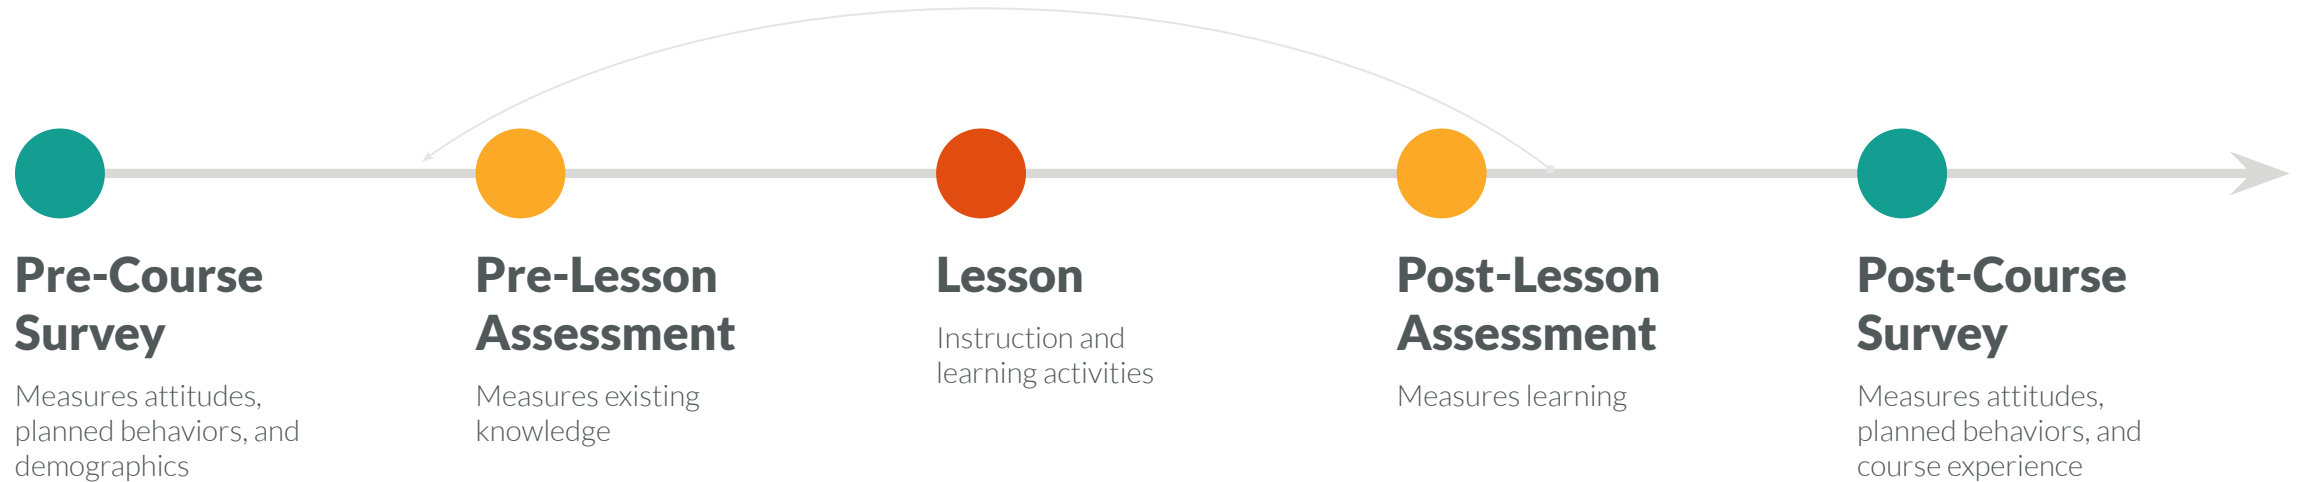 Pre-Course
Survey
Measures attitudes,
planned behaviors, and
demographics
Pre-Lesson
Assessment
Measures existing
knowledge
Lesson
Instruction and
learning activities
Post-Lesson
Assessment
Measures learning
Post-Course
Survey
Measures attitudes,
planned behaviors, and
course experience